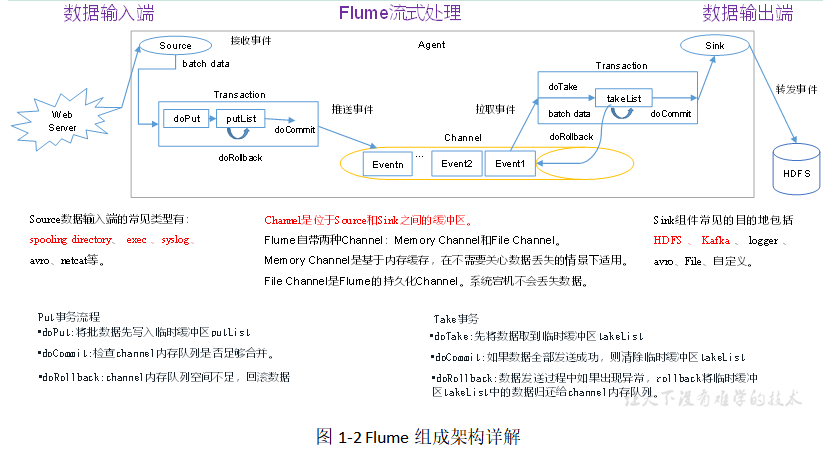 数据输入端
Flume流式处理
数据输出端
Source
接收事件
Agent
Sink
batch data
Transaction
Transaction
doTake
推送事件
拉取事件
takeList
转发事件
Web
Server
doPut
putList
doCommit
batch data
doCommit
doRollback
Channel
doRollback
Eventn
...
Event2
Event1
HDFS
Source数据输入端的常见类型有：
spooling directory、 exec 、syslog、
avro、netcat等。
Channel是位于Source和Sink之间的缓冲区。
Flume自带两种Channel：Memory Channel和File Channel。
Memory Channel是基于内存缓存，在不需要关心数据丢失的情景下适用。
File Channel是Flume的持久化Channel。系统宕机不会丢失数据。
Sink组件常见的目的地包括
HDFS 、 Kafka 、logger 、
avro、File、自定义。
Put事务流程
•doPut:将批数据先写入临时缓冲区putList
•doCommit:检查channel内存队列是否足够合并。
•doRollback:channel内存队列空间不足，回滚数据
Take事务
•doTake:先将数据取到临时缓冲区takeList
•doCommit:如果数据全部发送成功，则清除临时缓冲区takeList
•doRollback:数据发送过程中如果出现异常，rollback将临时缓冲
区takeList中的数据归还给channel内存队列。
让天下没有难学的技术
图 1-2 Flume 组成架构详解